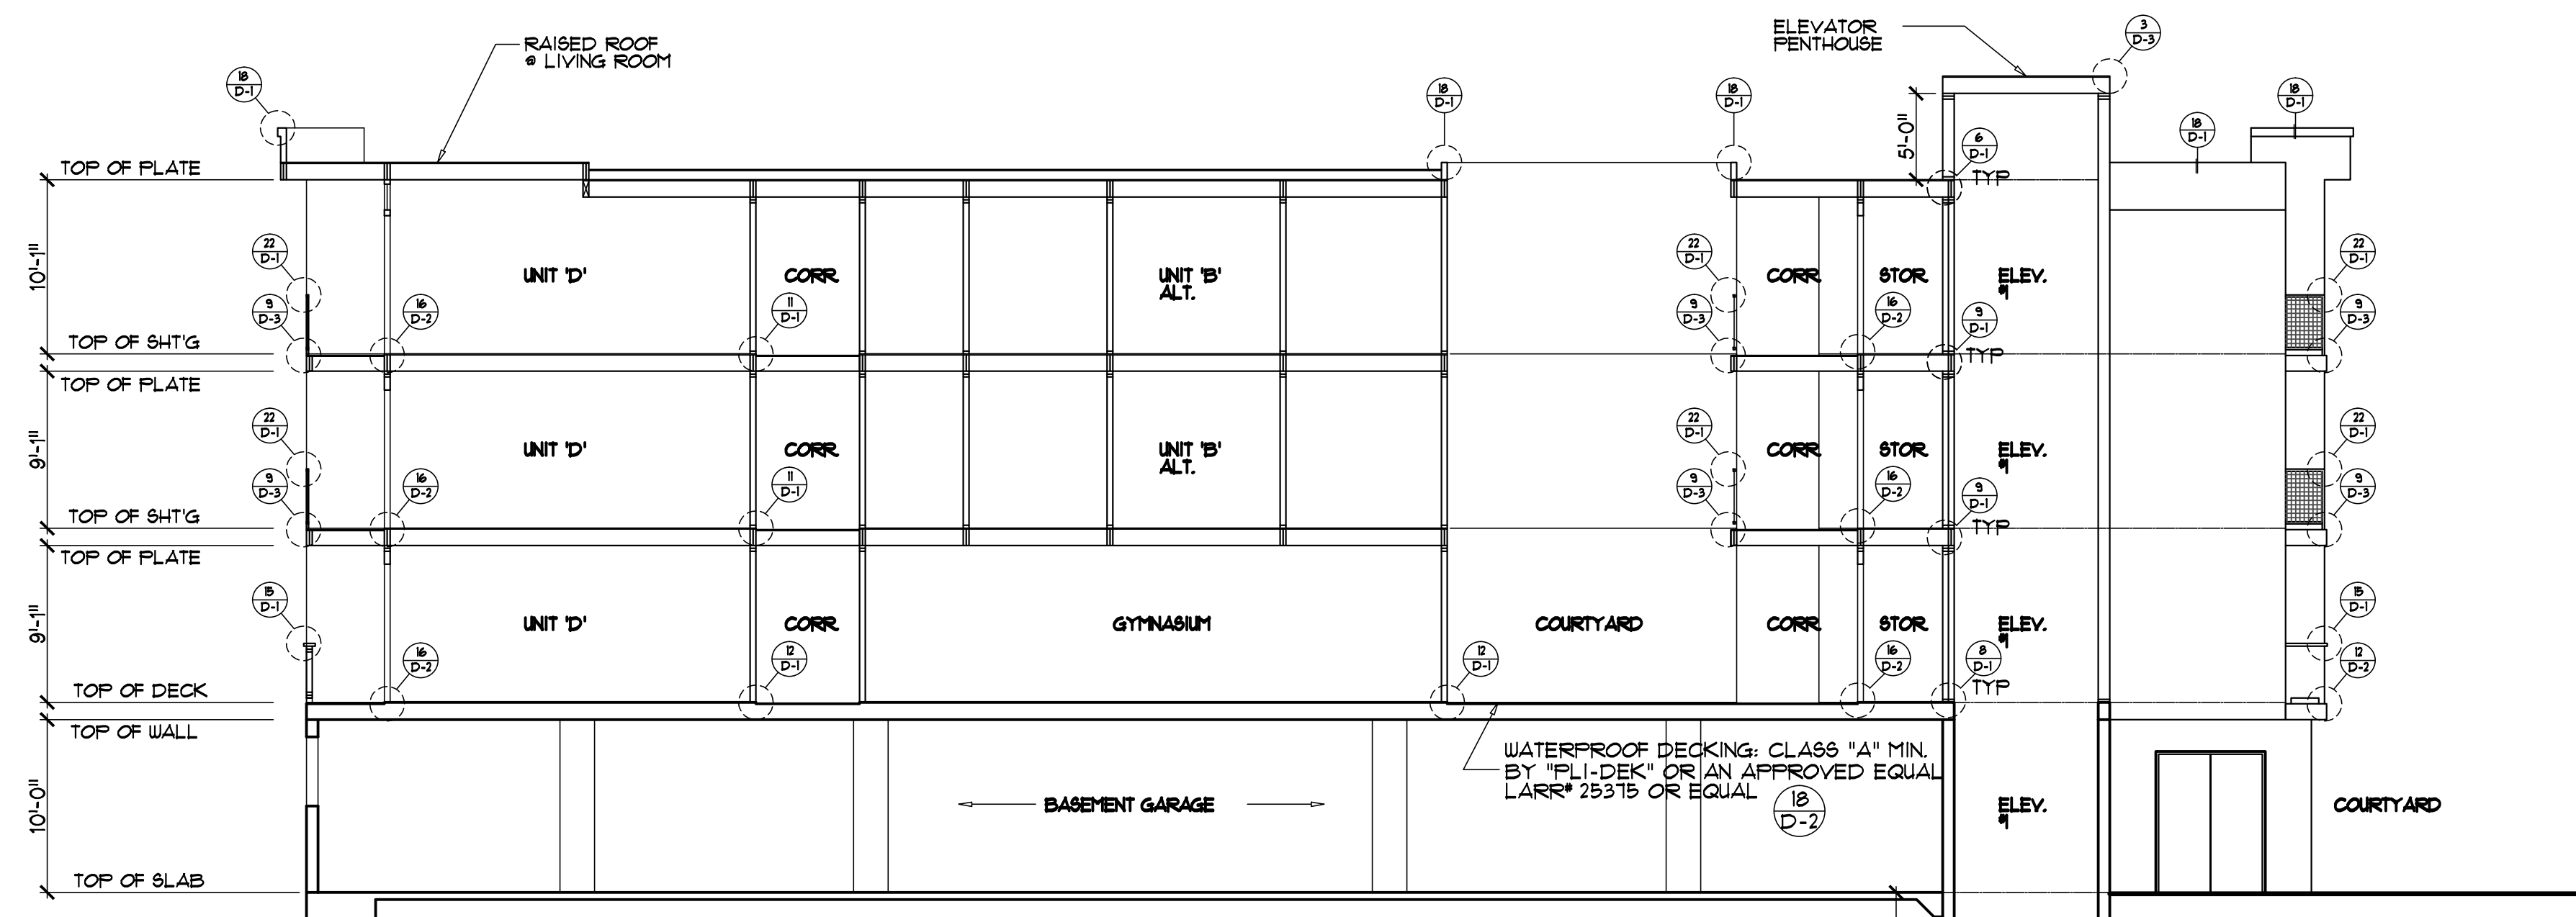 RAISED ROOF
@ LIVING ROOM
ELEVATOR
PENTHOUSE
3
D-3
18
D-1
18
D-1
18
D-1
18
D-1
18
D-1
5'-0"
6
D-1
TYP
TOP OF PLATE
10'-1"
22
D-1
9
D-3
16
D-2
UNIT 'D'
CORR.
11
D-1
UNIT 'B'
ALT.
22
D-1
9
D-3
CORR.
STOR.
16
D-2
ELEV.
#1
9
D-1
TYP
22
D-1
9
D-3
TOP OF SHT'G
TOP OF PLATE
9'-1"
22
D-1
9
D-3
16
D-2
UNIT 'D'
CORR.
11
D-1
UNIT 'B'
ALT.
22
D-1
9
D-3
CORR.
STOR.
16
D-2
ELEV.
#1
9
D-1
TYP
22
D-1
9
D-3
TOP OF SHT'G
TOP OF PLATE
9'-1"
15
D-1
16
D-2
UNIT 'D'
CORR.
12
D-1
GYMNASIUM
12
D-1
COURTYARD
CORR.
STOR.
16
D-2
ELEV.
#1
8
D-1
TYP
15
D-1
12
D-2
TOP OF DECK
TOP OF WALL
WATERPROOF DECKING: CLASS "A" MIN.
BY "PLI-DEK" OR AN APPROVED EQUAL
LARR# 25375 OR EQUAL
18
D-2
10'-0"
BASEMENT GARAGE
ELEV.
#1
COURTYARD
TOP OF SLAB